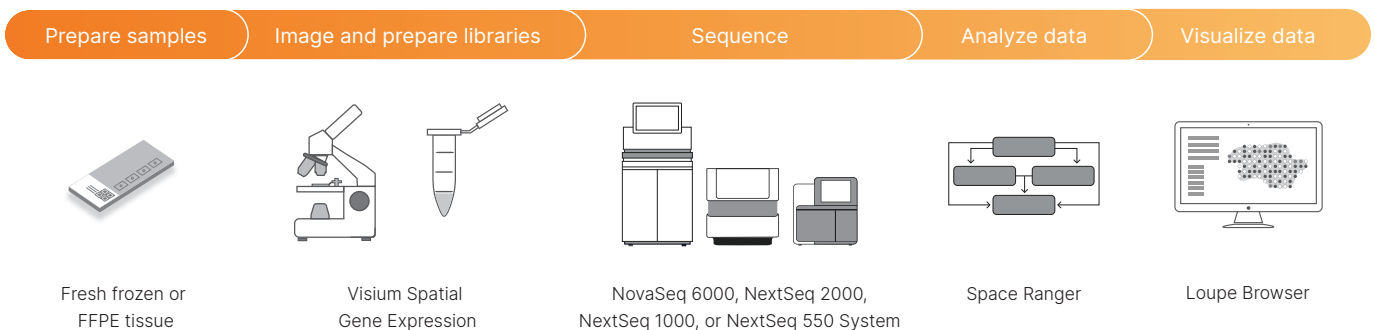 Prepare samples
Image and prepare libraries
Sequence
Analyze data
Visualize data
Fresh frozen or
FFPE tissue
Visium Spatial
Gene Expression
NovaSeq 6000, NextSeq 2000,
NextSeq 1000, or NextSeq 550 System
Space Ranger
Loupe Browser